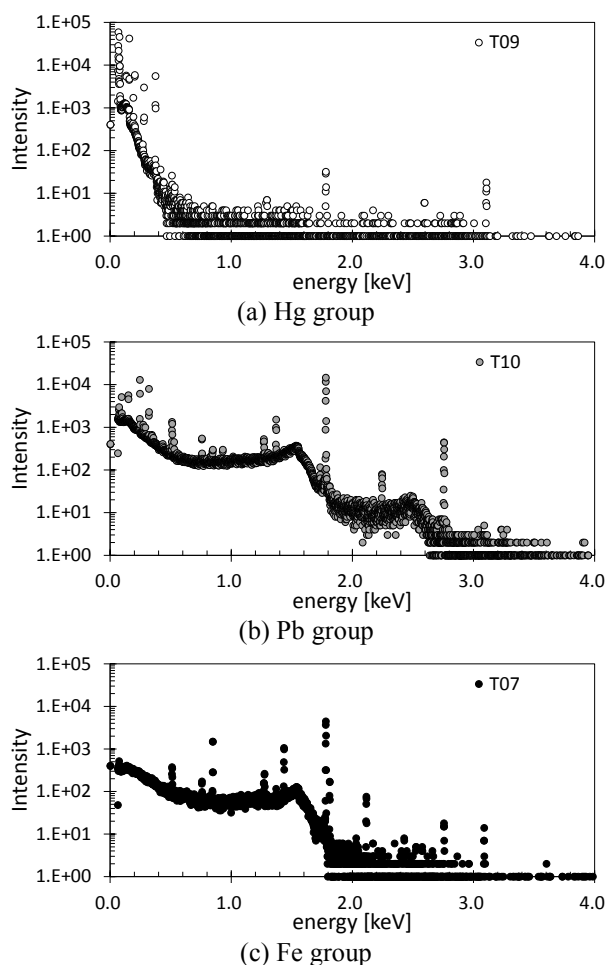 1.E+05
T09
1.E+04
1.E+03
1.E+02
1.E+01
1.E+00
Intensity
0.0 1.0 2.0 3.0 4.0
energy [keV]
(a) Hg group
1.E+05
T10
1.E+04
1.E+03
1.E+02
1.E+01
1.E+00
Intensity
0.0 1.0 2.0 3.0 4.0
energy [keV]
(b) Pb group
1.E+05
T07
1.E+04
1.E+03
1.E+02
1.E+01
1.E+00
Intensity
0.0 1.0 2.0 3.0 4.0
energy [keV]
(c) Fe group